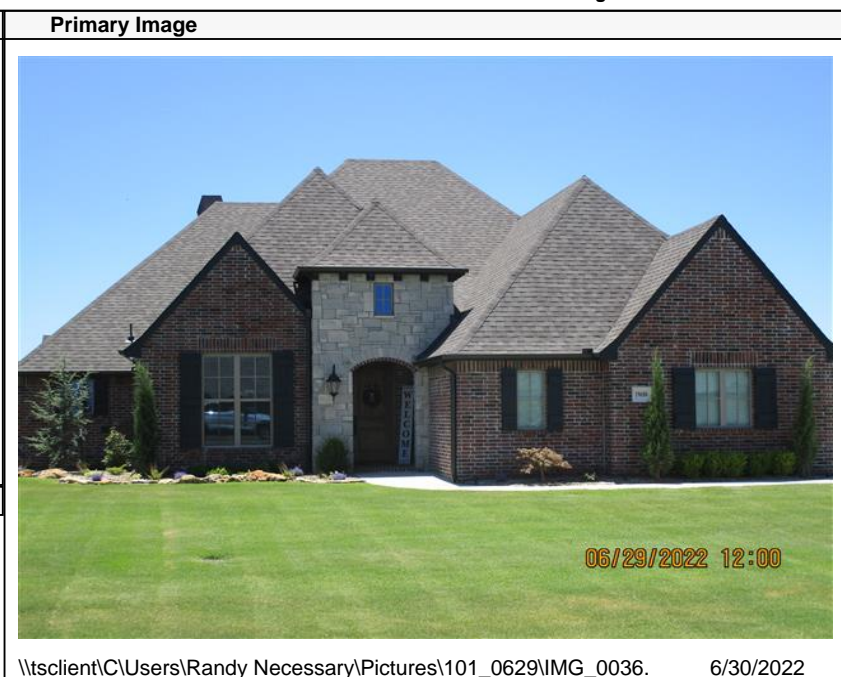 Primary Image
WELCOME
06/29/2022 12:00
\\tsclient\C\Users\Randy Necessary\Pictures\101_0629\IMG_0036.
6/30/2022